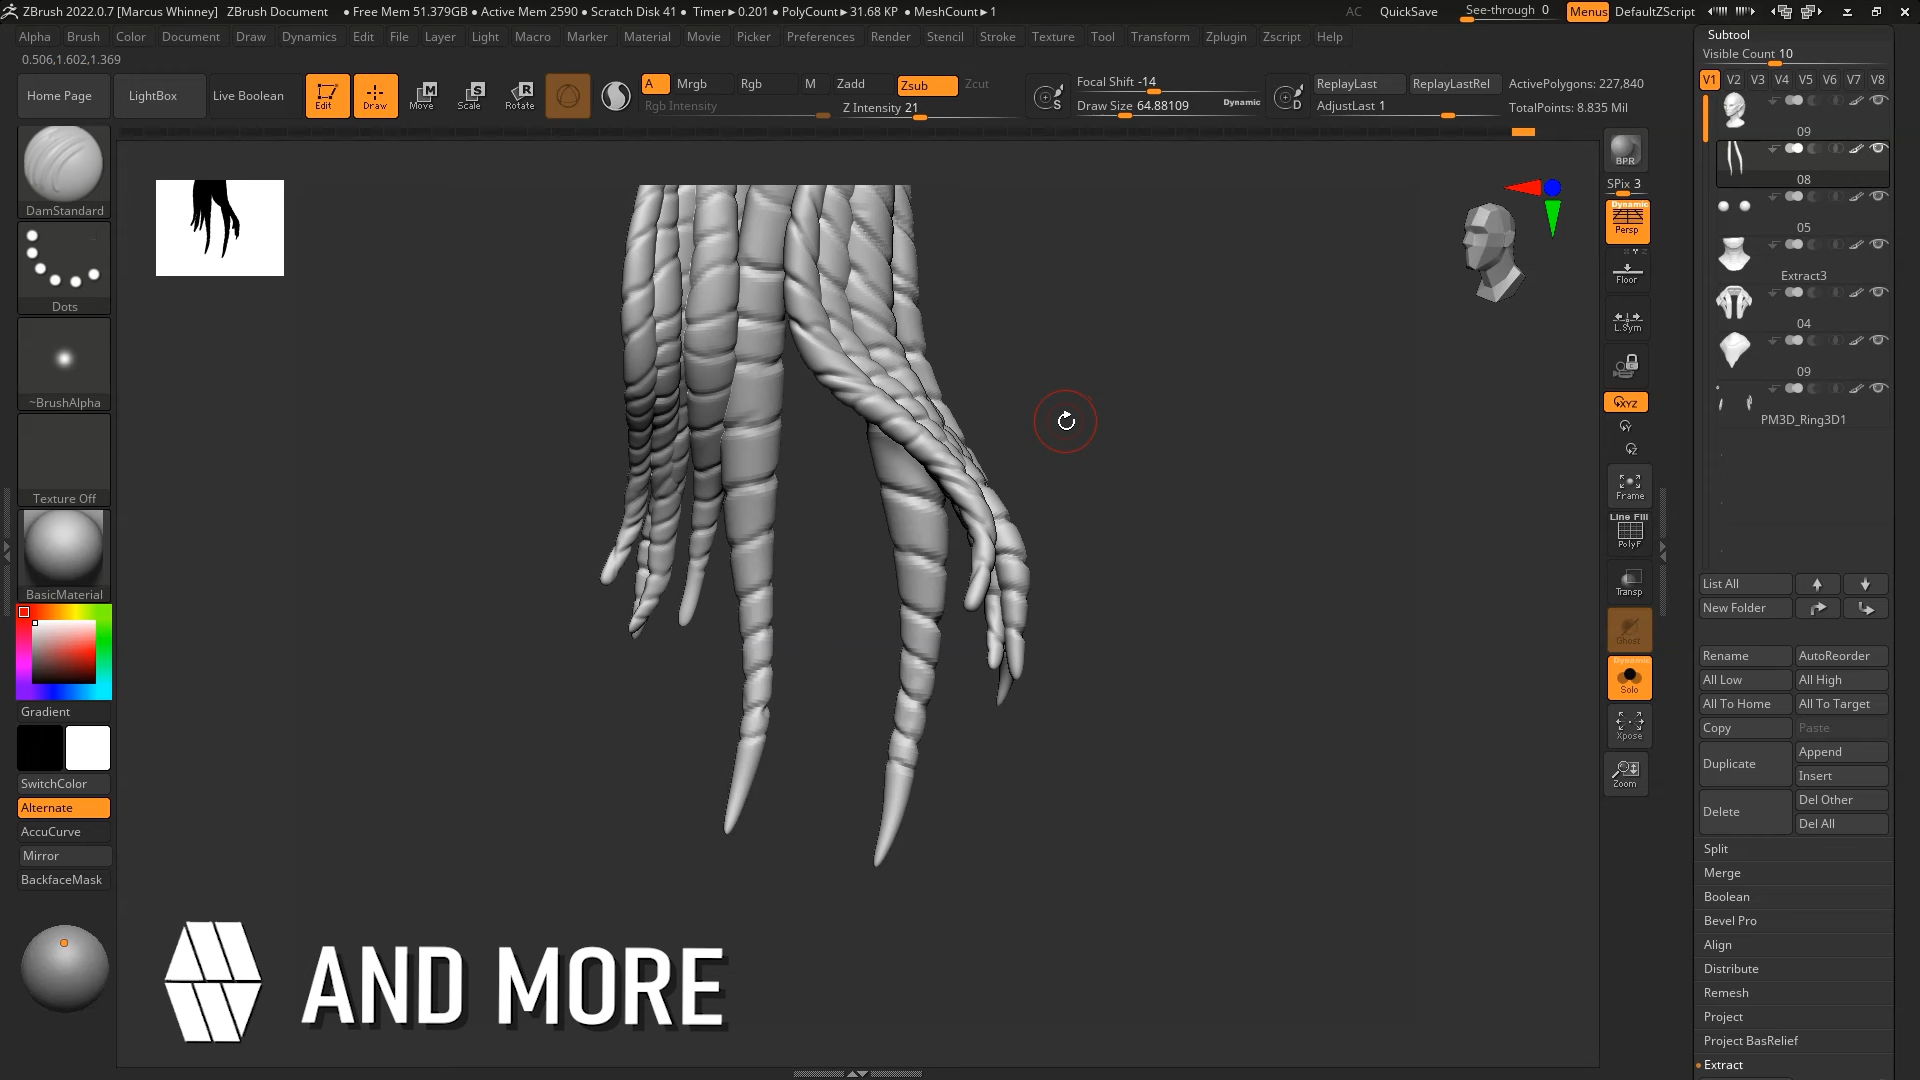 ZBrush 2022.0.7 [Marcus Whinney] ZBrush Document • Free Mem 51.379GB • Active Mem 2590 • Scratch Disk 41 • Timer►0.201 • PolyCount►31.68 KP • MeshCount►1 AC QuickSave See-through 0 Menus DefaultZScript
Alpha Brush Color Document Draw Dynamics Edit File Layer Light Macro Marker Material Movie Picker Preferences Render Stencil Stroke Texture Tool Transform Zplugin Zscript Help
0.506,1.602,1.369
Home Page LightBox Live Boolean Edit Draw Move Scale Rotate
A Mrgb Rgb M Zadd Zsub Zcut
Rgb Intensity Z Intensity 21
S Focal Shift -14
Draw Size 64.88109 Dynamic
D ReplayLast ReplayLastRel
AdjustLast 1
ActivePolygons: 227,840
TotalPoints: 8.835 Mil
DamStandard
Dots
~BrushAlpha
Texture Off
BasicMaterial
Gradient
SwitchColor
Alternate
AccuCurve
Mirror
BackfaceMask
AND MORE
BPR
SPix 3
Dynamic
Persp
Floor
L.Sym
XYZ
Y
Z
Frame
Line Fill
PolyF
Transp
Ghost
Dynamic
Solo
Xpose
Zoom
Subtool
Visible Count 10
V1 V2 V3 V4 V5 V6 V7 V8
09
08
05
Extract3
04
09
PM3D_Ring3D1
List All
New Folder
Rename AutoReorder
All Low All High
All To Home All To Target
Copy Paste
Duplicate Append
Insert
Delete Del Other
Del All
Split
Merge
Boolean
Bevel Pro
Align
Distribute
Remesh
Project
Project BasRelief
Extract